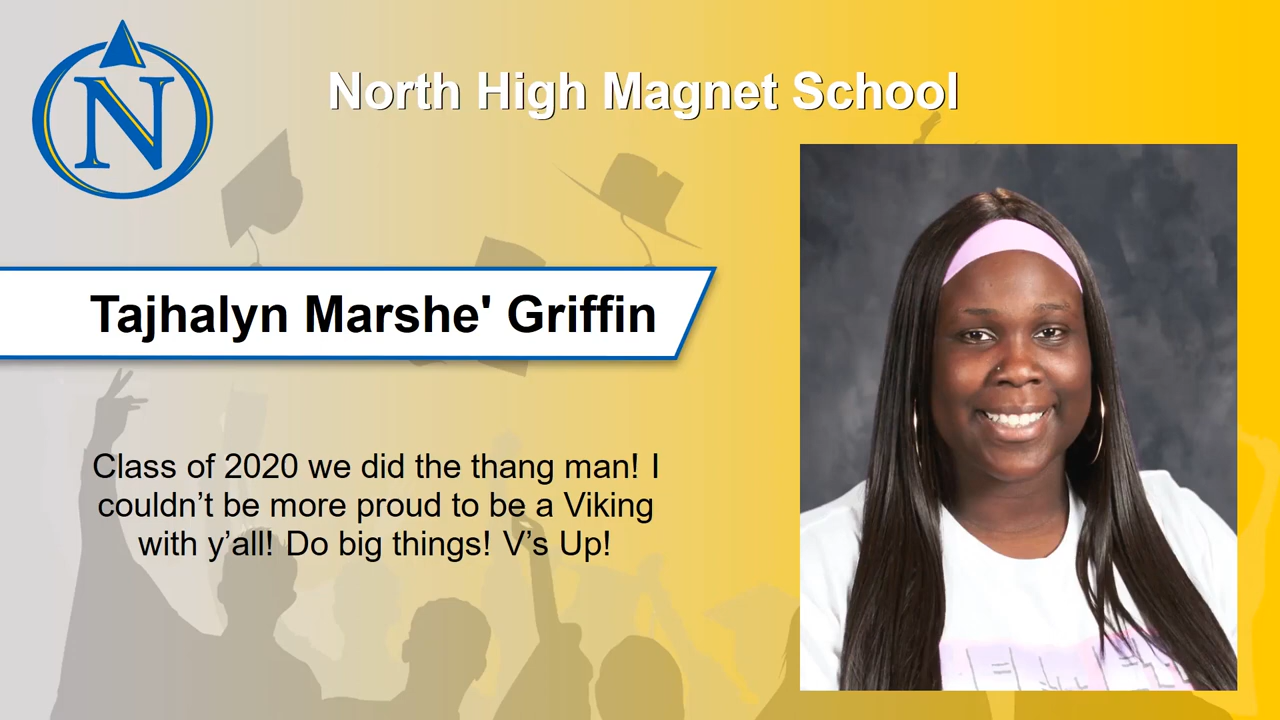 N
North High Magnet School
Tajhalyn Marshe' Griffin
Class of 2020 we did the thang man! I
couldn’t be more proud to be a Viking
with y’all! Do big things! V’s Up!